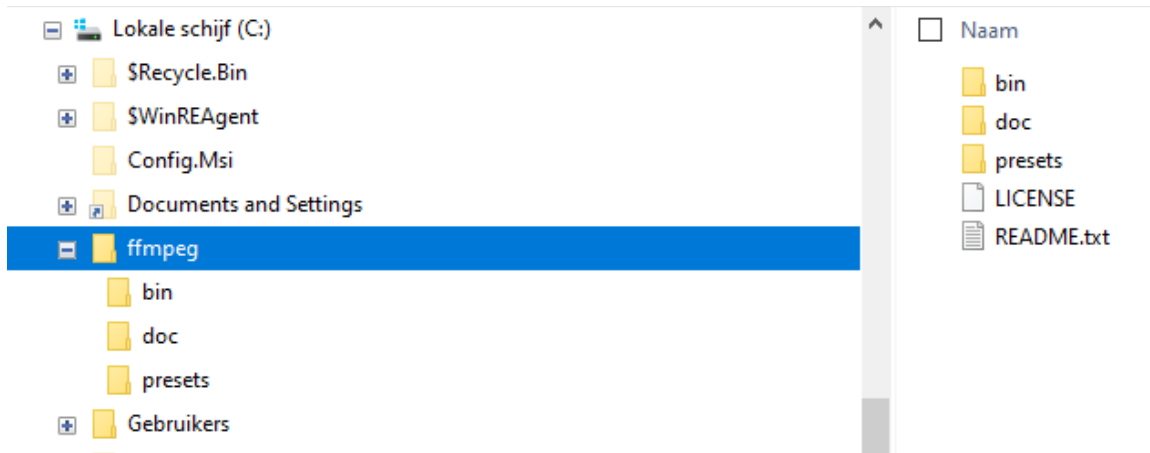 Lokale schijf (C:)
$Recycle.Bin
$WinREAgent
Config.Msi
Documents and Settings
ffmpeg
bin
doc
presets
Gebruikers
Naam
bin
doc
presets
LICENSE
README.txt